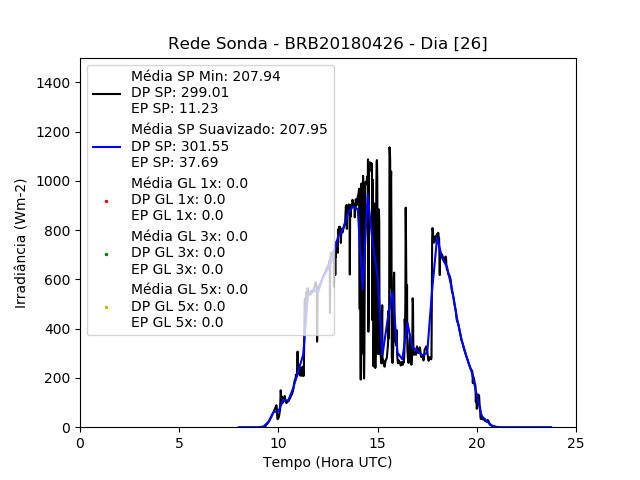 Rede Sonda - BRB20180426 - Dia [26]
Média SP Min: 207.94
DP SP: 299.01
EP SP: 11.23
Média SP Suavizado: 207.95
DP SP: 301.55
EP SP: 37.69
Média GL 1x: 0.0
DP GL 1x: 0.0
EP GL 1x: 0.0
Média GL 3x: 0.0
DP GL 3x: 0.0
EP GL 3x: 0.0
Média GL 5x: 0.0
DP GL 5x: 0.0
EP GL 5x: 0.0
Irradiância (Wm-2)
1400
1200
1000
800
600
400
200
0
0 5 10 15 20 25
Tempo (Hora UTC)